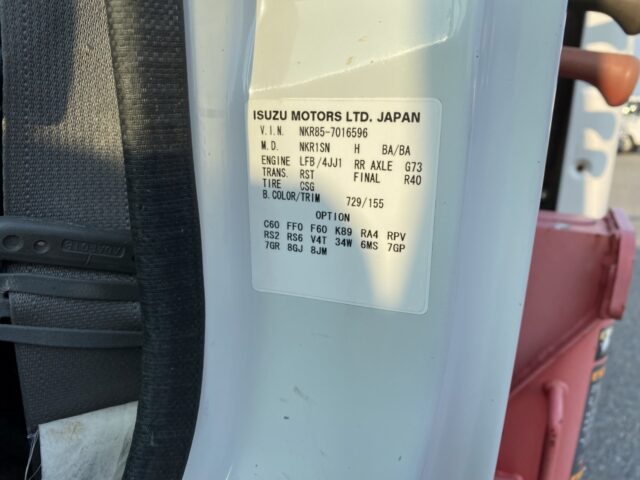 ISUZU MOTORS LTD. JAPAN
V.I.N. NKR85-7016596
M.D. NKR1SN H BA/BA
ENGINE LFB/4JJ1 RR AXLE G73
TRANS. RST FINAL R40
TIRE CSG
B.COLOR/TRIM 729/155
OPTION
C60 FF0 F60 K89 RA4 RPV
RS2 RS6 V4T 34W 6MS 7GP
7GR 8GJ 8JM